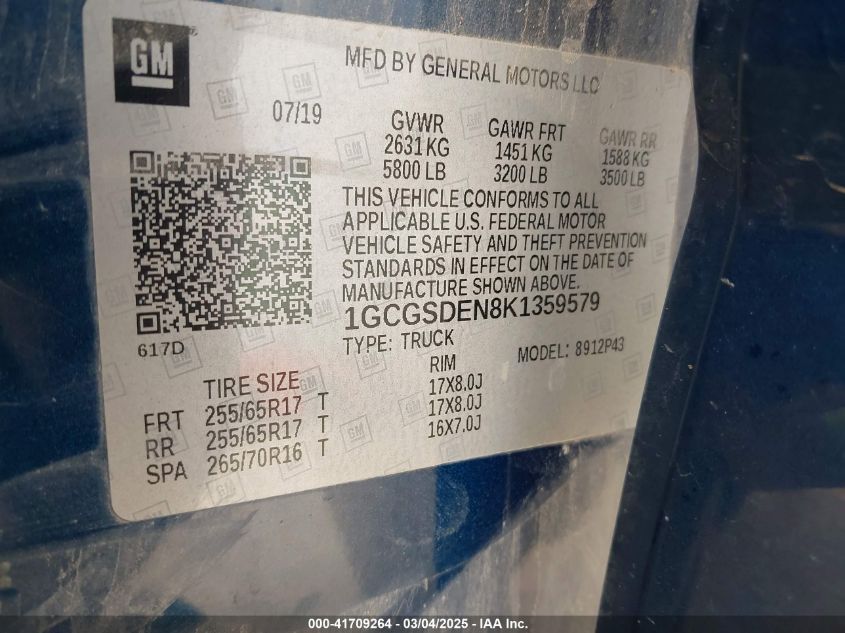 GM
MFD BY GENERAL MOTORS LLC
07/19
GVWR GAWR FRT GAWR RR
2631 KG 1451 KG 1588 KG
5800 LB 3200 LB 3500 LB
THIS VEHICLE CONFORMS TO ALL
APPLICABLE U.S. FEDERAL MOTOR
VEHICLE SAFETY AND THEFT PREVENTION
STANDARDS IN EFFECT ON THE DATE OF
MANUFACTURE SHOWN ABOVE.
1GCGSDEN8K1359579
617D
TYPE: TRUCK MODEL: 8912P43
TIRE SIZE RIM
FRT 255/65R17 T 17X8.0J
RR 255/65R17 T 17X8.0J
SPA 265/70R16 T 16X7.0J
000-41709264 - 03/04/2025 - IAA Inc.